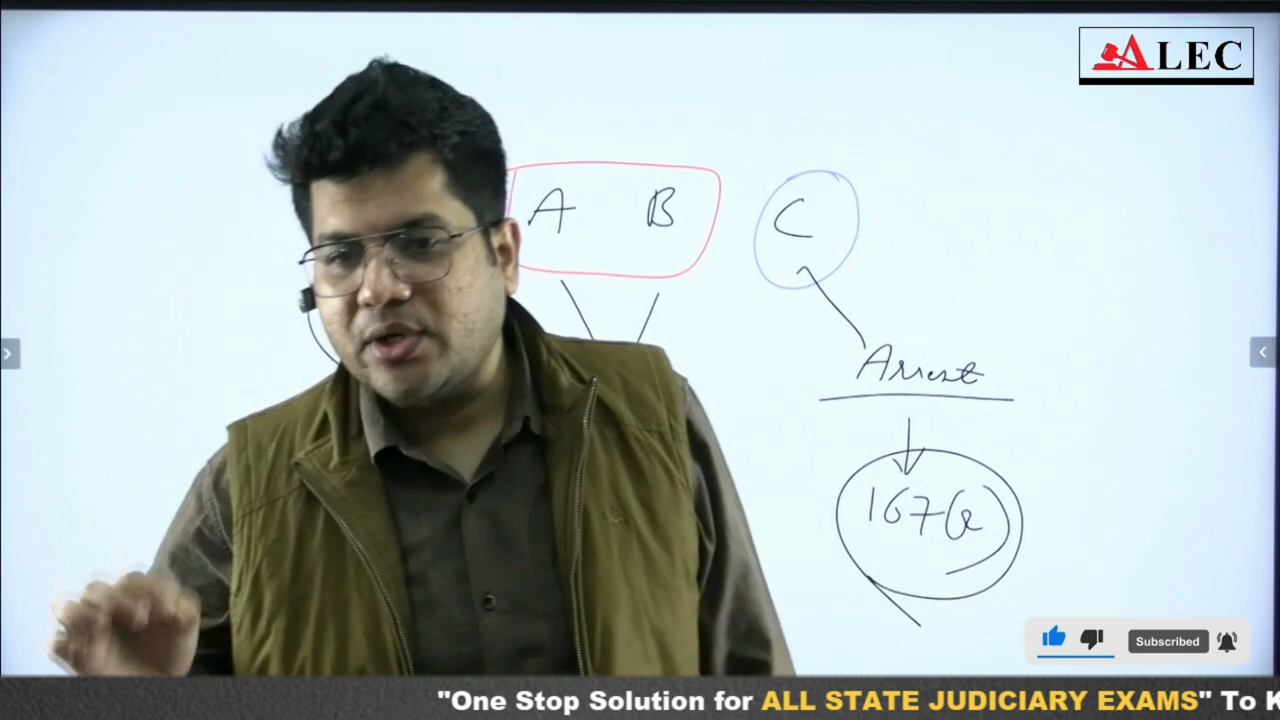 ALEC
A B C
Arrest
167(2)
Subscribed
"One Stop Solution for ALL STATE JUDICIARY EXAMS" To K